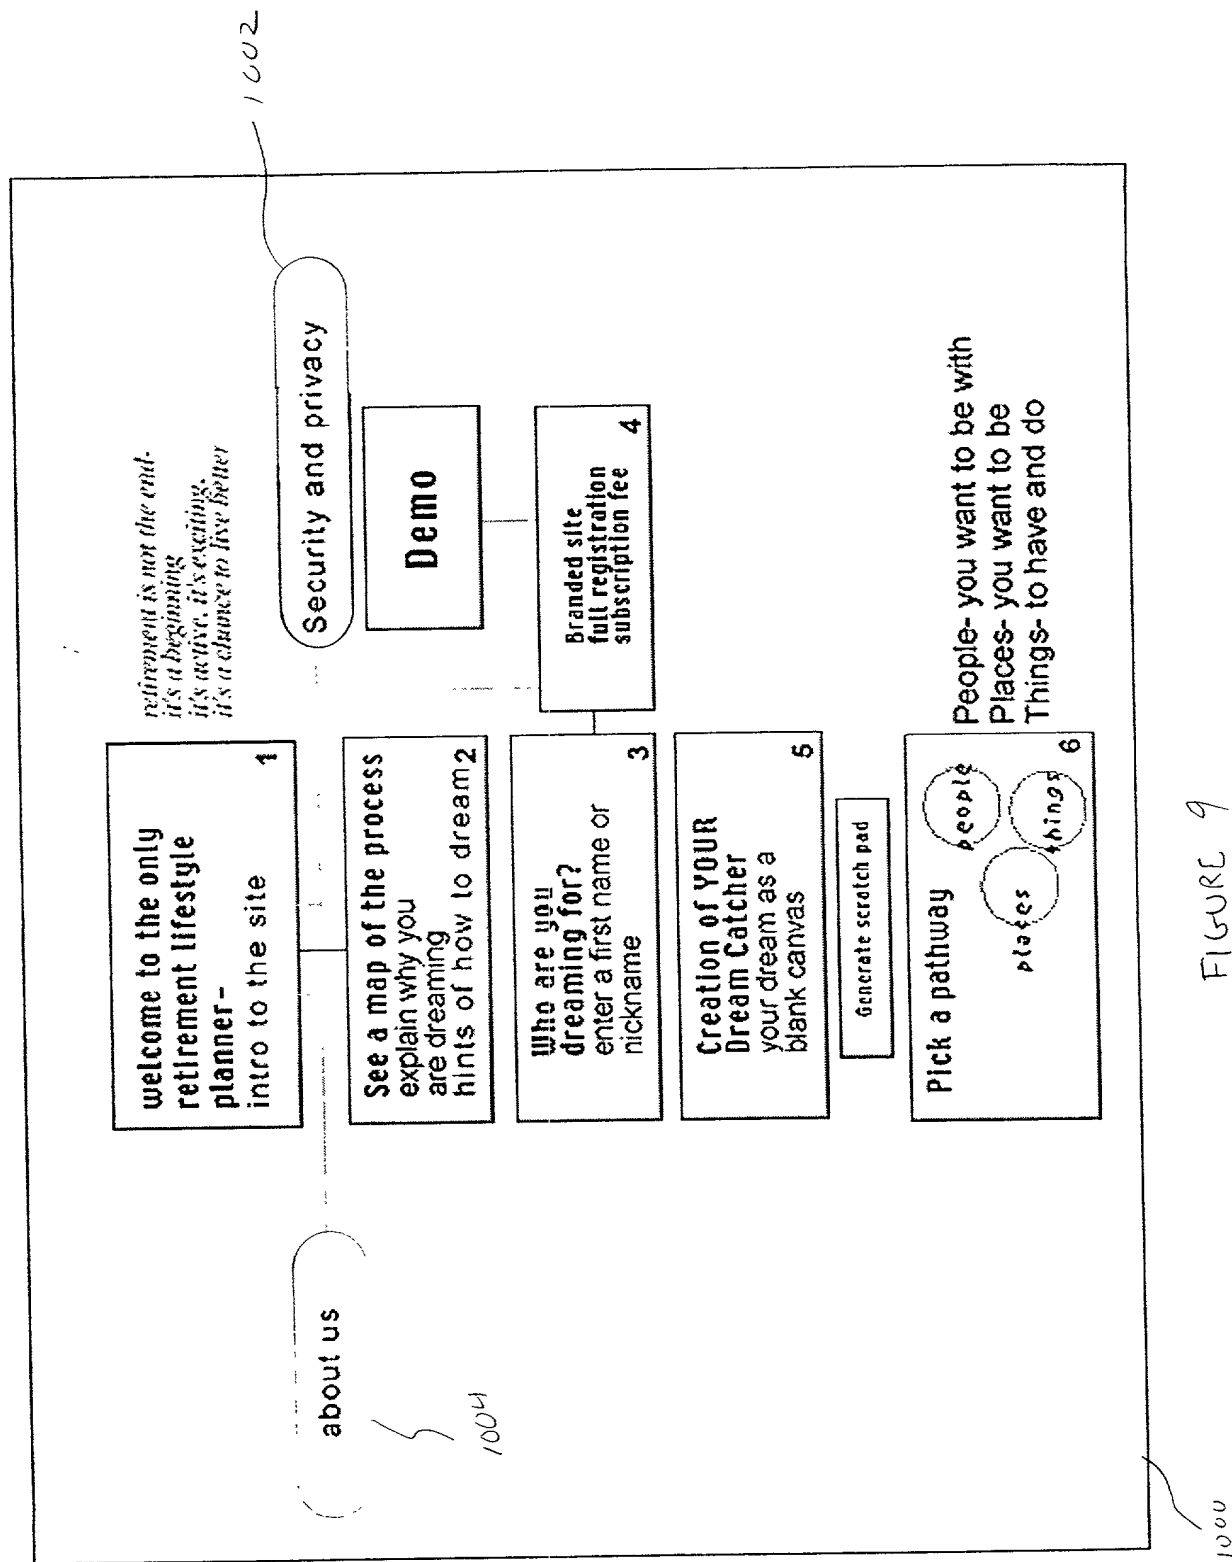 retirement is not the end-
it's a beginning
it's active, it's exciting,
it's a chance to live better
welcome to the only
retirement lifestyle
planner-
intro to the site
1
about us
Security and privacy
1002
1004
See a map of the process
explain why you
are dreaming
hints of how to dream
2
Demo
Who are you
dreaming for?
enter a first name or
nickname
3
Branded site
full registration
subscription fee
4
Creation of YOUR
Dream Catcher
your dream as a
blank canvas
5
Generate scratch pad
Pick a pathway
people
places
things
6
People- you want to be with
Places- you want to be
Things- to have and do
1000
FIGURE 9